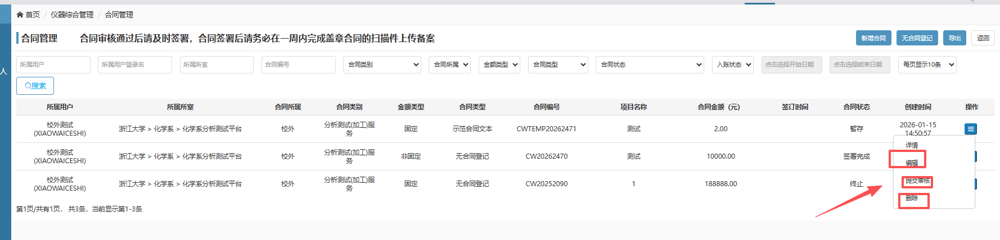 首页 / 仪器综合管理 / 合同管理
人
合同管理 合同审核通过后请及时签署，合同签署后请务必在一周内完成盖章合同的扫描件上传备案 新增合同 无合同登记 导出 返回
所属用户 所属用户登录名 所属所室 合同编号 合同类别 合同所属 金额类型 合同类型 合同状态 入账状态 点击选择开始日期 点击选择结束日期 每页显示10条
搜索
所属用户 所属所室 合同所属 合同类别 金额类型 合同类型 合同编号 项目名称 合同金额（元） 签订时间 合同状态 创建时间 操作
校外测试 (XIAOWAICESHI) 浙江大学 > 化学系 > 化学系分析测试平台 校外 分析测试(加工)服务 固定 示范合同文本 CWTEMP20262471 测试 2.00 暂存 2026-01-15 14:50:57
校外测试 (XIAOWAICESHI) 浙江大学 > 化学系 > 化学系分析测试平台 校外 分析测试(加工)服务 非固定 无合同登记 CW20262470 测试 10000.00 签署完成
校外测试 (XIAOWAICESHI) 浙江大学 > 化学系 > 化学系分析测试平台 校外 分析测试(加工)服务 固定 无合同登记 CW20252090 1 188888.00 终止
详情
编辑
提交审核
删除
第1页/共有1页， 共3条，当前显示第1-3条